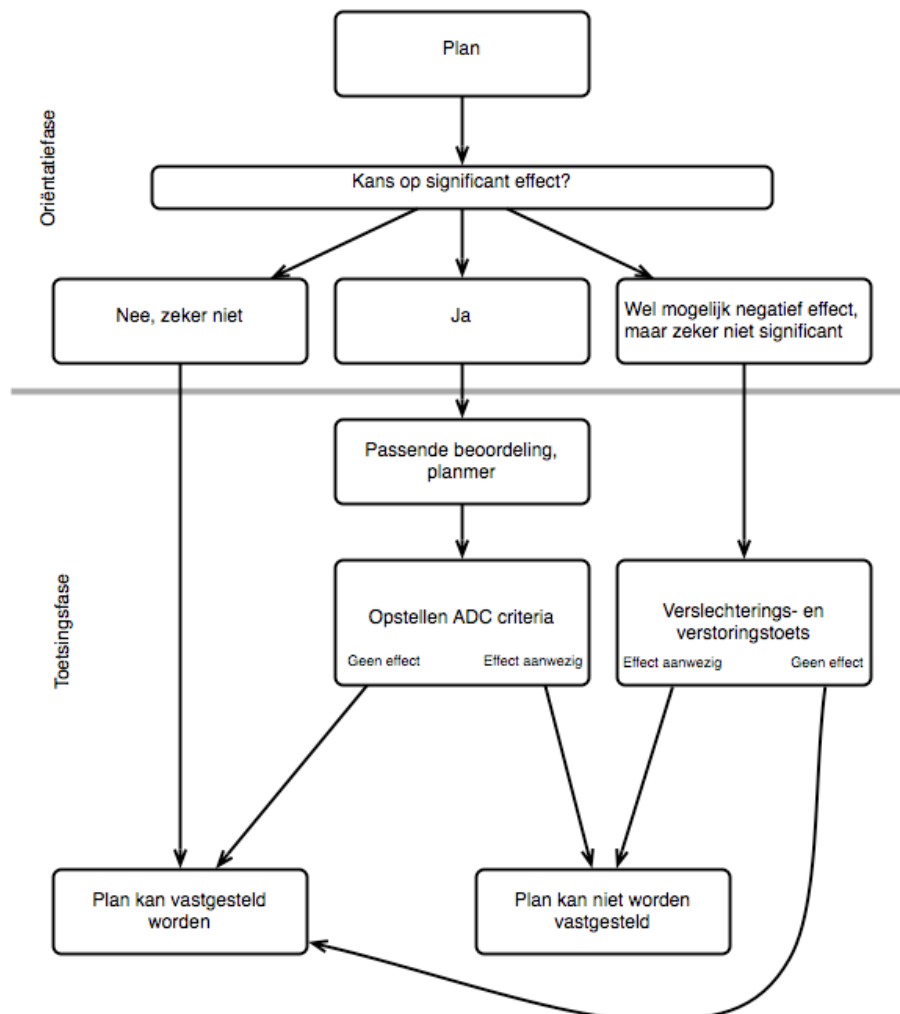 Plan
Oriëntatiefase
Kans op significant effect?
Nee, zeker niet
Ja
Wel mogelijk negatief effect,
maar zeker niet significant
Passende beoordeling,
planmer
Toetsingsfase
Opstellen ADC criteria
Geen effect
Effect aanwezig
Verslechterings- en
verstoringstoets
Effect aanwezig
Geen effect
Plan kan vastgesteld
worden
Plan kan niet worden
vastgesteld